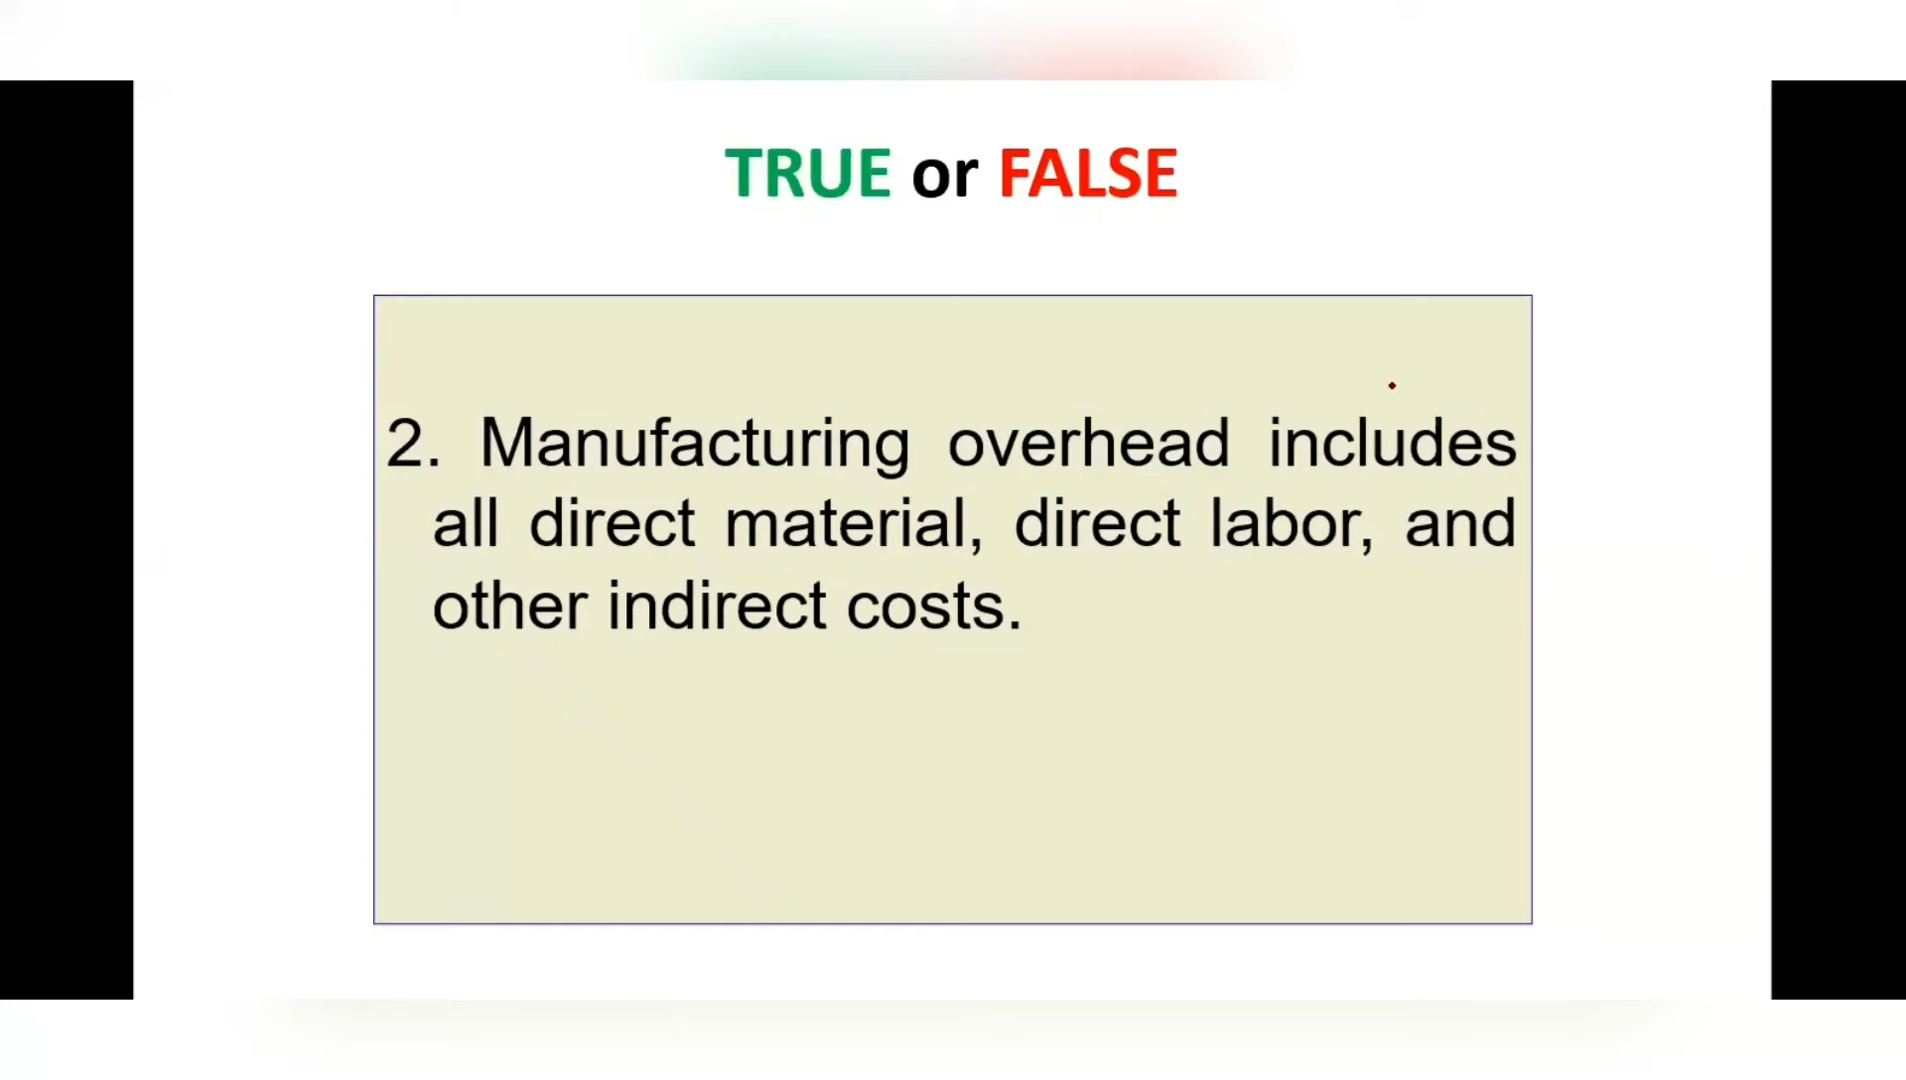 TRUE or FALSE
2. Manufacturing overhead includes
all direct material, direct labor, and
other indirect costs.